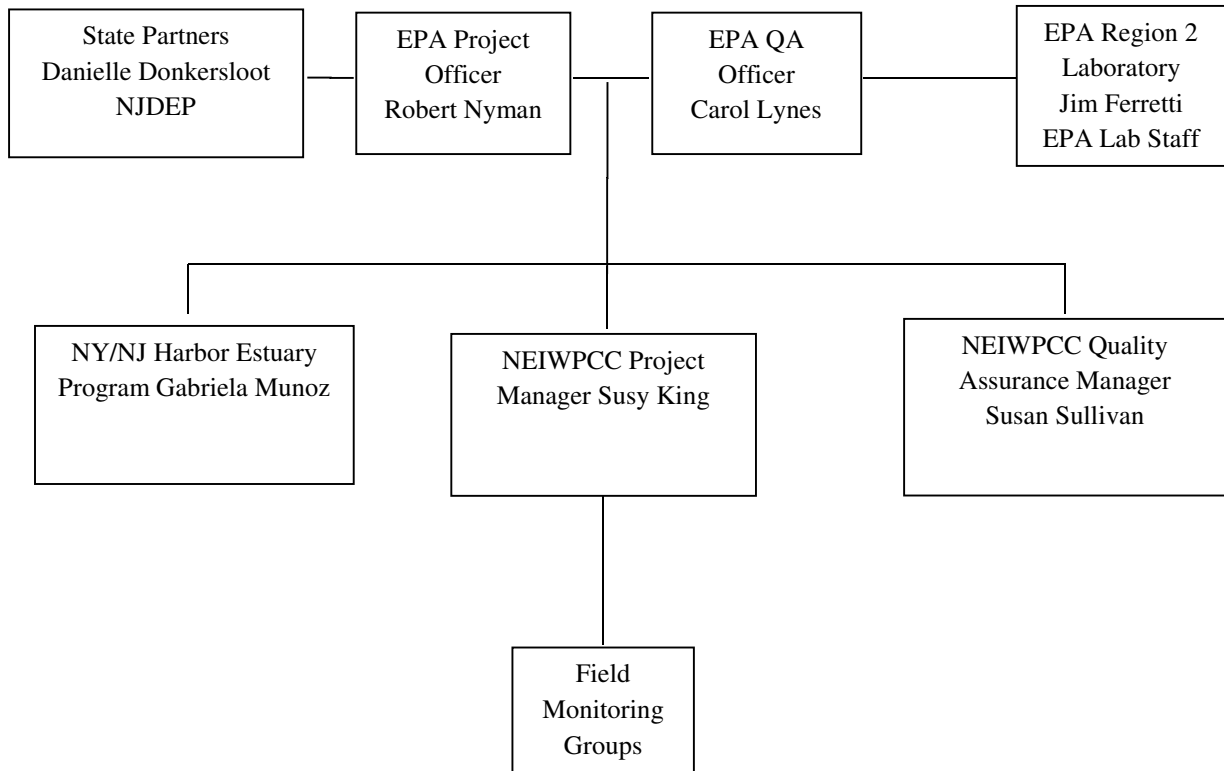 State Partners
Danielle Donkersloot
NJDEP
EPA Project
Officer
Robert Nyman
EPA QA
Officer
Carol Lynes
EPA Region 2
Laboratory
Jim Ferretti
EPA Lab Staff
NY/NJ Harbor Estuary
Program Gabriela Munoz
NEIWPCC Project
Manager Susy King
NEIWPCC Quality
Assurance Manager
Susan Sullivan
Field
Monitoring
Groups